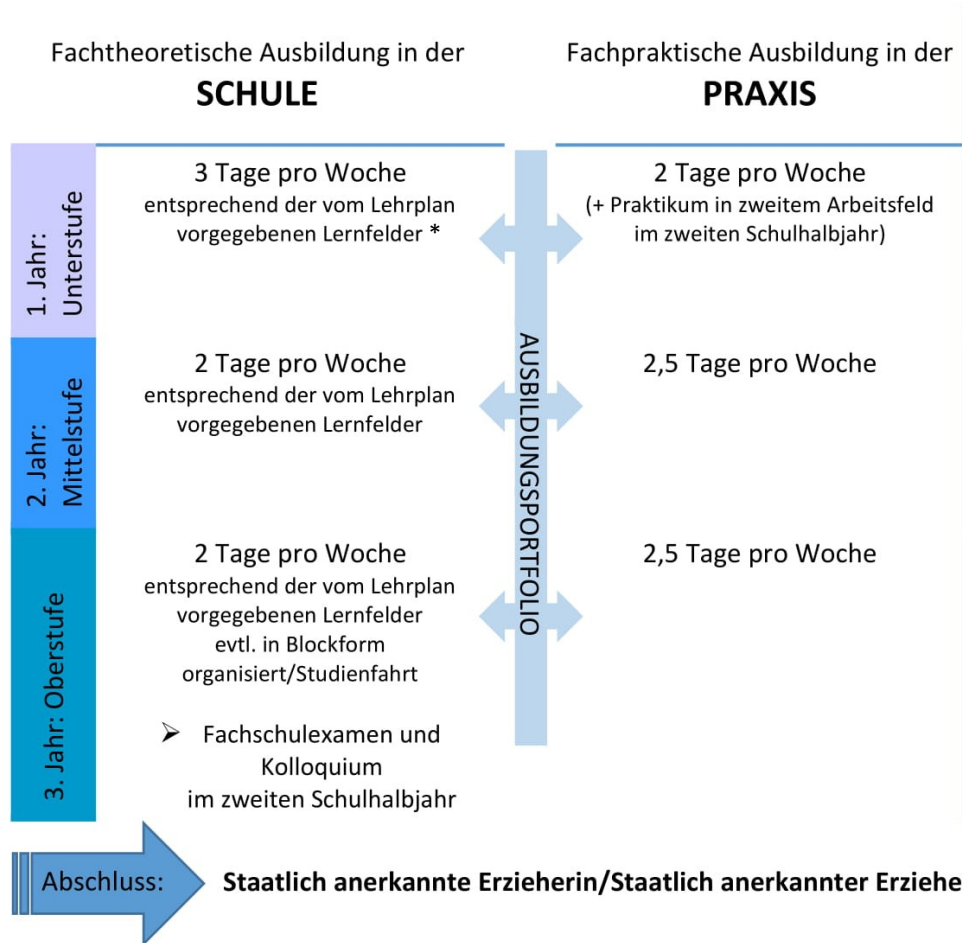 Fachtheoretische Ausbildung in der
SCHULE
Fachpraktische Ausbildung in der
PRAXIS
1. Jahr:
Unterstufe
3 Tage pro Woche
entsprechend der vom Lehrplan
vorgegebenen Lernfelder *
2 Tage pro Woche
(+ Praktikum in zweitem Arbeitsfeld
im zweiten Schulhalbjahr)
AUSBILDUNGSPORTFOLIO
2. Jahr:
Mittelstufe
2 Tage pro Woche
entsprechend der vom Lehrplan
vorgegebenen Lernfelder
2,5 Tage pro Woche
3. Jahr: Oberstufe
2 Tage pro Woche
entsprechend der vom Lehrplan
vorgegebenen Lernfelder
evtl. in Blockform
organisiert/Studienfahrt
2,5 Tage pro Woche
➢ Fachschulexamen und
Kolloquium
im zweiten Schulhalbjahr
Abschluss:
Staatlich anerkannte Erzieherin/Staatlich anerkannter Erziehe